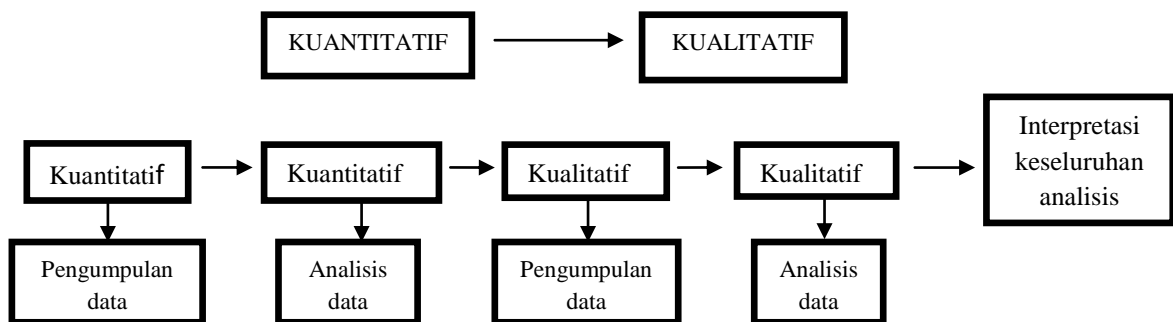 KUANTITATIF
KUALITATIF
Kuantitatif
Kuantitatif
Kualitatif
Kualitatif
Interpretasi
keseluruhan
analisis
Pengumpulan
data
Analisis
data
Pengumpulan
data
Analisis
data